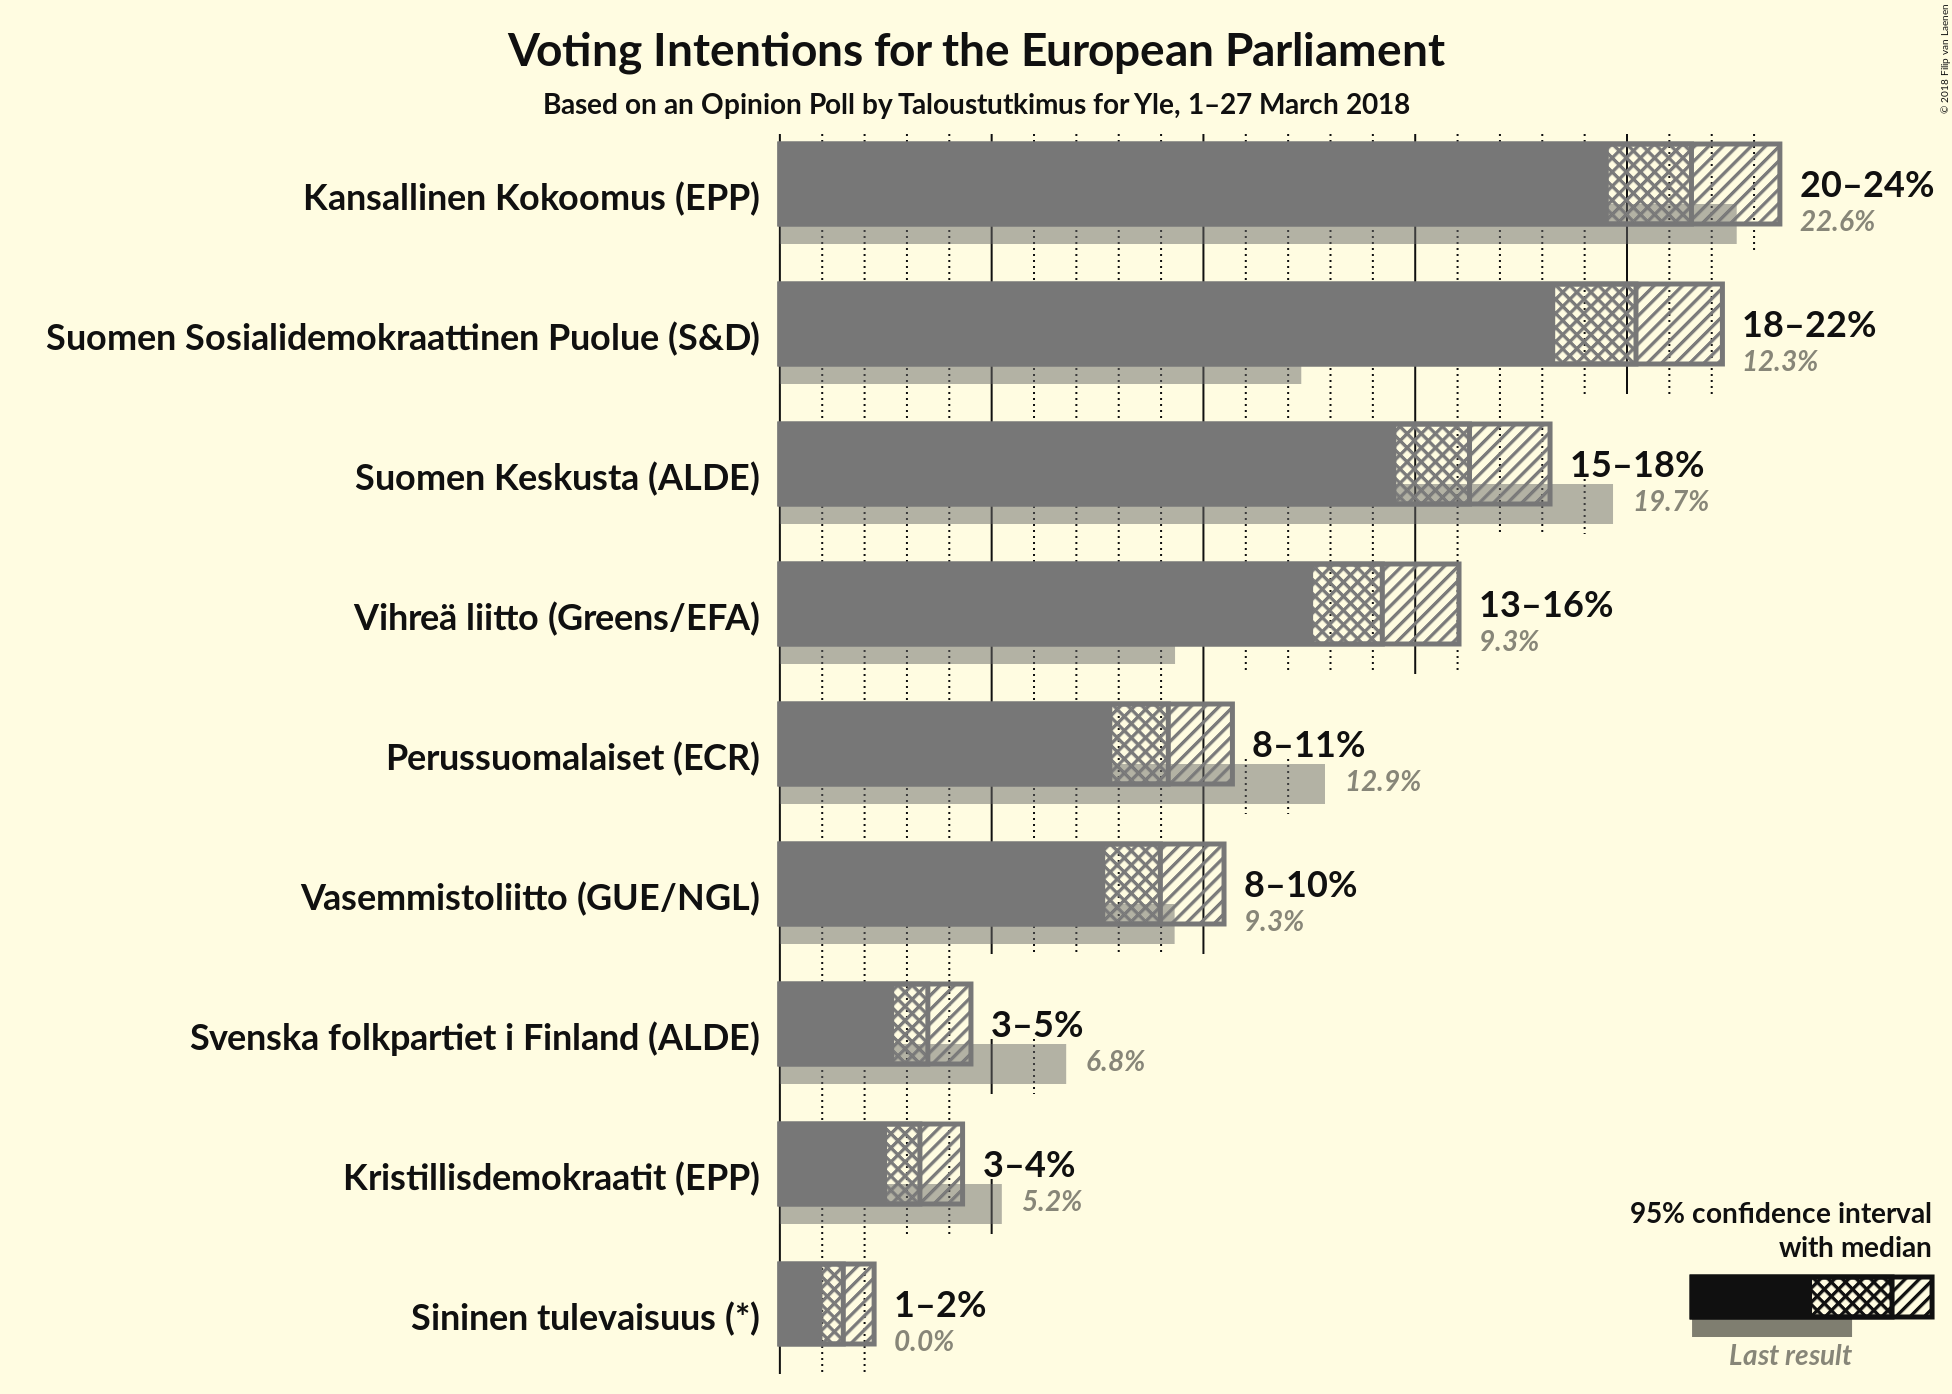 Voting Intentions for the European Parliament
Based on an Opinion Poll by Taloustutkimus for Yle, 1–27 March 2018
© 2018 Filip van Laenen
Kansallinen Kokoomus (EPP)
20–24%
22.6%
Suomen Sosialidemokraattinen Puolue (S&D)
18–22%
12.3%
Suomen Keskusta (ALDE)
15–18%
19.7%
Vihreä liitto (Greens/EFA)
13–16%
9.3%
Perussuomalaiset (ECR)
8–11%
12.9%
Vasemmistoliitto (GUE/NGL)
8–10%
9.3%
Svenska folkpartiet i Finland (ALDE)
3–5%
6.8%
Kristillisdemokraatit (EPP)
3–4%
5.2%
Sininen tulevaisuus (*)
1–2%
0.0%
95% confidence interval
with median
Last result